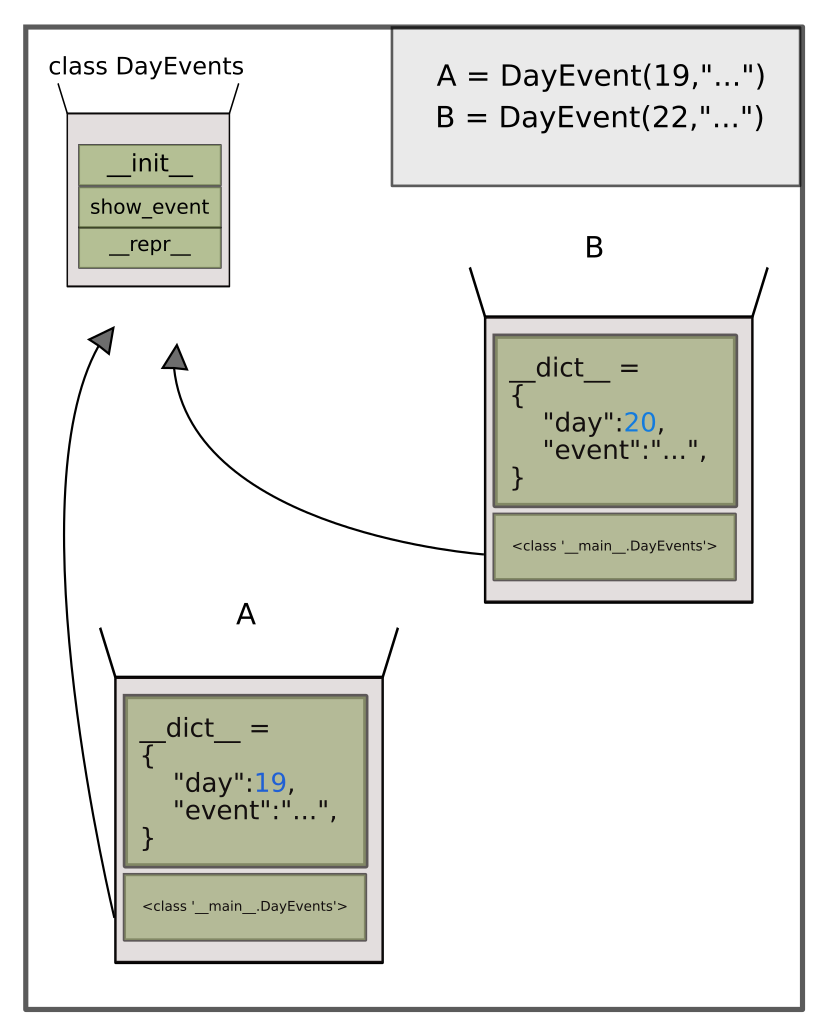 class DayEvents
A = DayEvent(19,"...")
B = DayEvent(22,"...")
__init__
show_event
__repr__
B
__dict__ =
{
"day":20,
"event":"...",
}
<class '__main__.DayEvents'>
A
__dict__ =
{
"day":19,
"event":"...",
}
<class '__main__.DayEvents'>